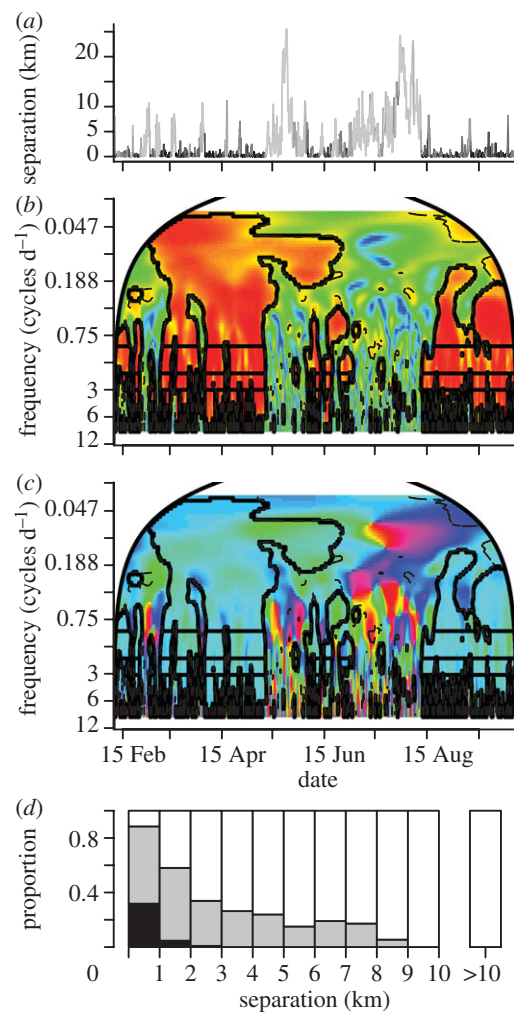 (a)
separation (km)
20
10
5
0
(b)
frequency (cycles d⁻¹)
0.047
0.188
0.75
3
6
12
(c)
frequency (cycles d⁻¹)
0.047
0.188
0.75
3
6
12
15 Feb 15 Apr 15 Jun 15 Aug
date
(d)
proportion
0.8
0.4
0 1 2 3 4 5 6 7 8 9 10 >10
separation (km)